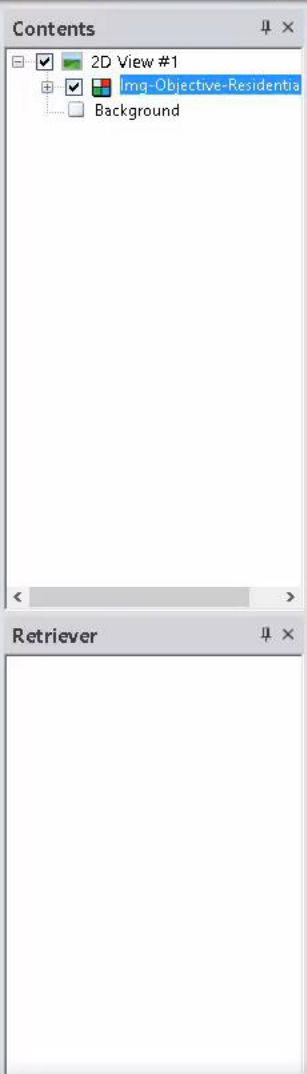 Contents
2D View #1
Img-Objective-Residentia
Background
Retriever